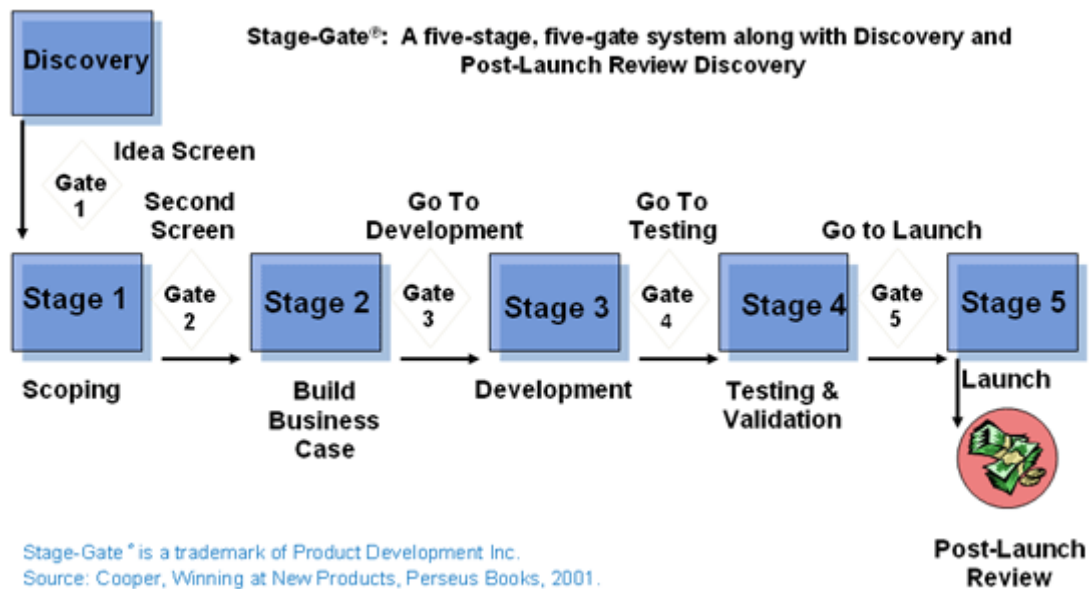 Discovery
Stage-Gate®: A five-stage, five-gate system along with Discovery and
Post-Launch Review Discovery
Idea Screen
Gate
1
Second
Screen
Go To
Development
Go To
Testing
Go to Launch
Stage 1
Gate
2
Stage 2
Gate
3
Stage 3
Gate
4
Stage 4
Gate
5
Stage 5
Scoping
Build
Business
Case
Development
Testing &
Validation
Launch
Post-Launch
Review
Stage-Gate® is a trademark of Product Development Inc.
Source: Cooper, Winning at New Products, Perseus Books, 2001.